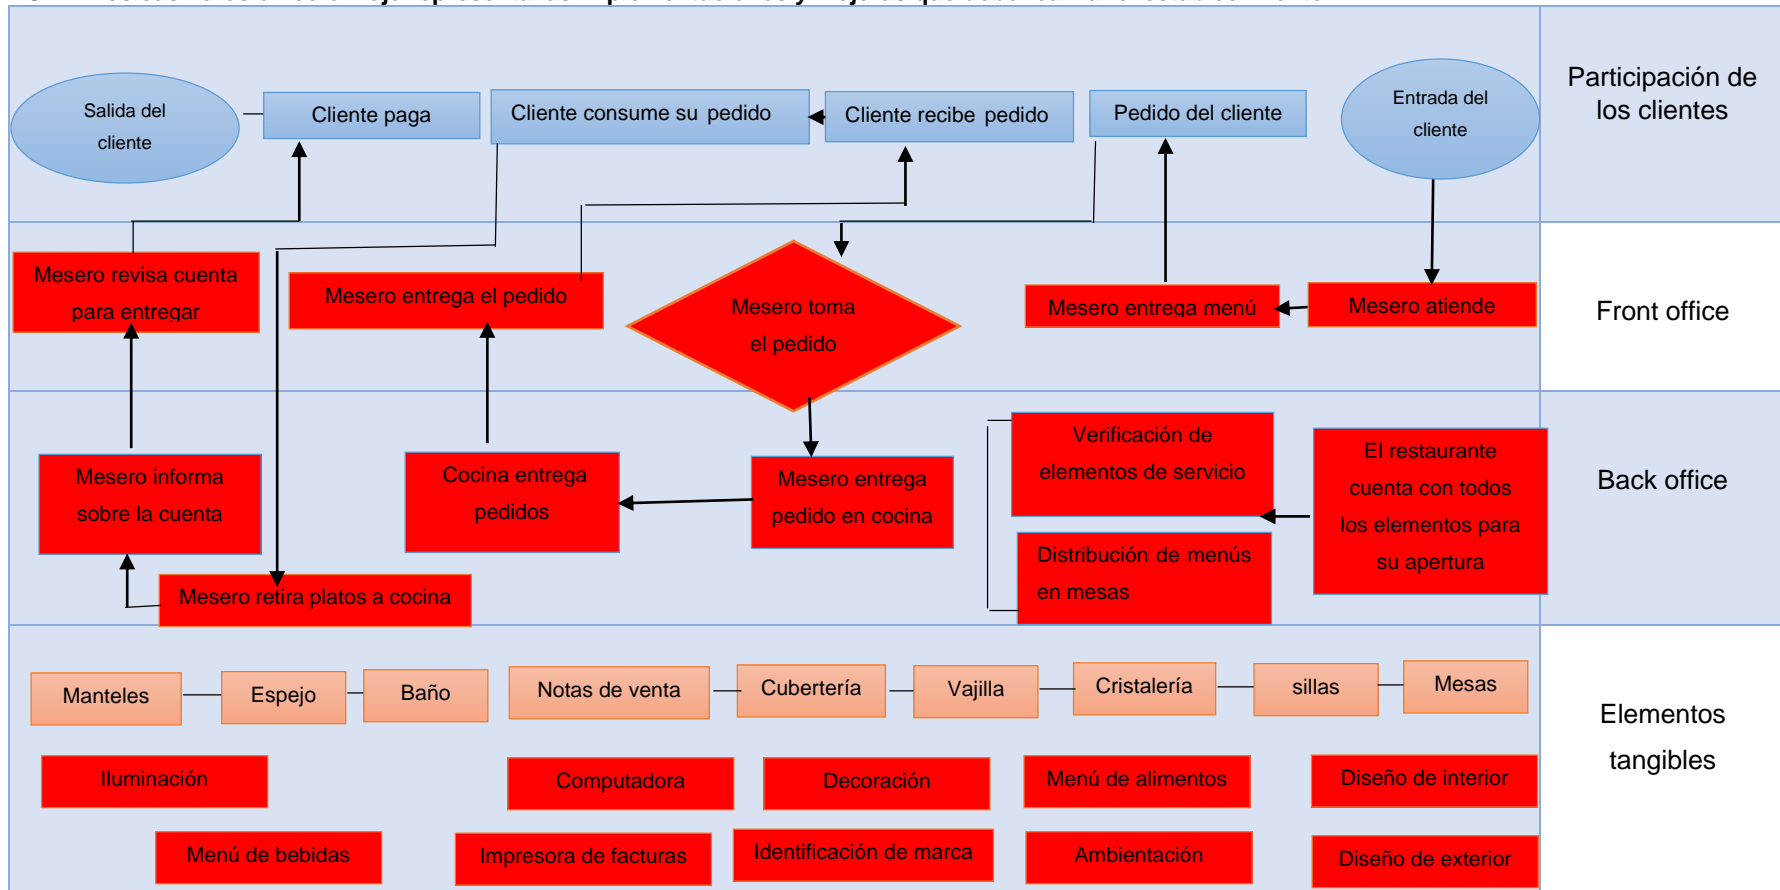 Participación de
los clientes
Salida del
cliente
Cliente paga
Cliente consume su pedido
Cliente recibe pedido
Pedido del cliente
Entrada del
cliente
Front office
Mesero revisa cuenta
para entregar
Mesero entrega el pedido
Mesero toma
el pedido
Mesero entrega menú
Mesero atiende
Back office
Mesero informa
sobre la cuenta
Mesero retira platos a cocina
Cocina entrega
pedidos
Mesero entrega
pedido en cocina
Verificación de
elementos de servicio
Distribución de menús
en mesas
El restaurante
cuenta con todos
los elementos para
su apertura
Elementos
tangibles
Manteles
Espejo
Baño
Notas de venta
Cubertería
Vajilla
Cristalería
sillas
Mesas
Iluminación
Computadora
Decoración
Menú de alimentos
Diseño de interior
Menú de bebidas
Impresora de facturas
Identificación de marca
Ambientación
Diseño de exterior